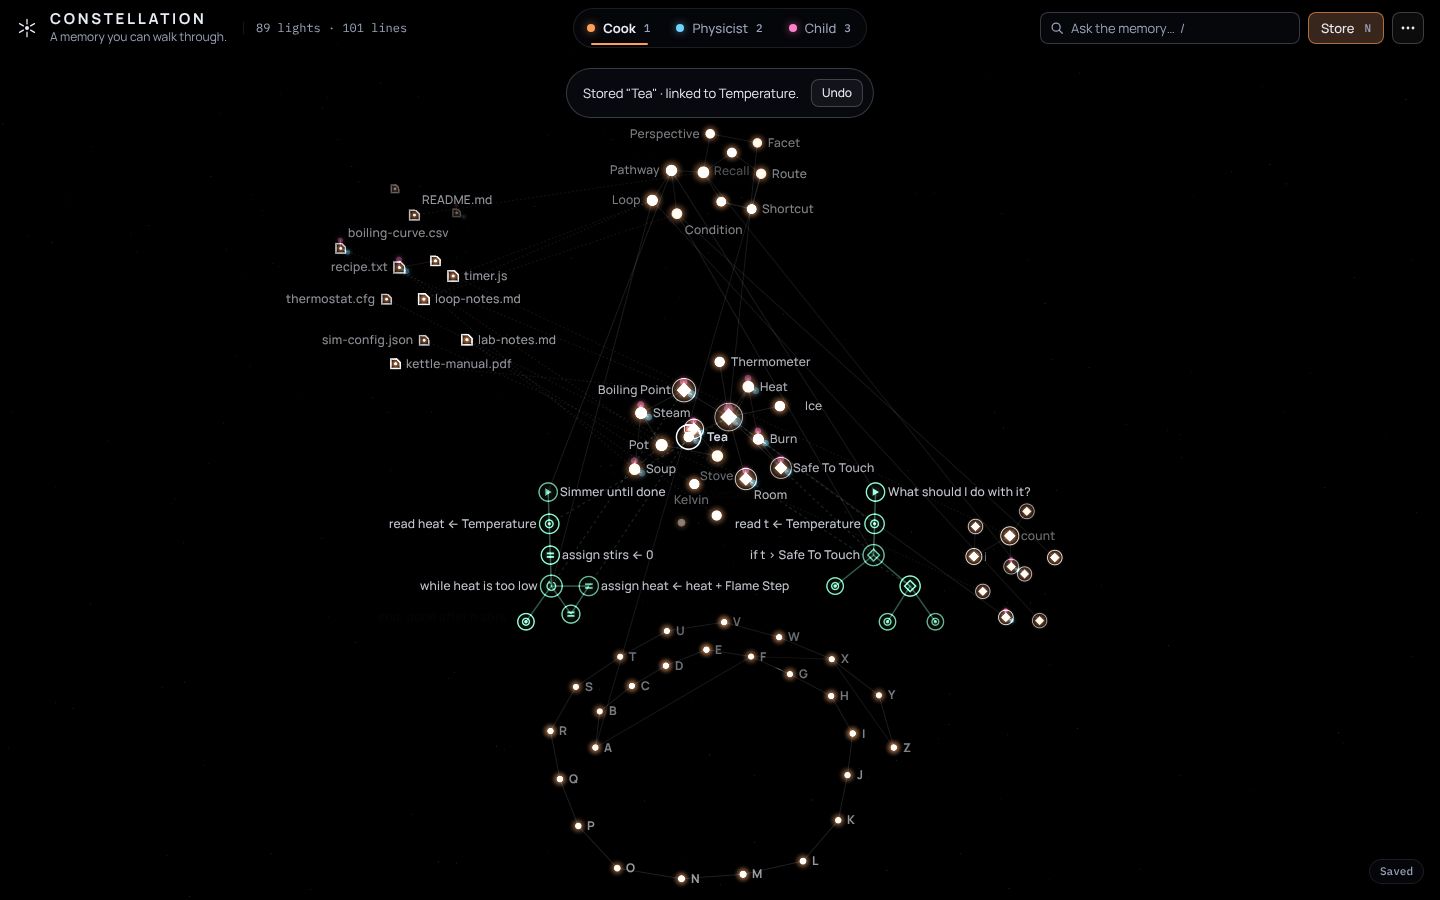 CONSTELLATION
A memory you can walk through.
89 lights · 101 lines
Cook 1
Physicist 2
Child 3
Ask the memory... /
Store N
Stored "Tea" · linked to Temperature.
Undo
Perspective
Facet
Pathway
Recall
Route
README.md
Loop
Shortcut
boiling-curve.csv
Condition
recipe.txt
timer.js
thermostat.cfg
loop-notes.md
sim-config.json
lab-notes.md
kettle-manual.pdf
Thermometer
Boiling Point
Heat
Steam
Ice
Tea
Pot
Burn
Soup
Stove
Safe To Touch
Kelvin
Room
Simmer until done
What should I do with it?
read heat ← Temperature
read t ← Temperature
count
assign stirs ← 0
if t > Safe To Touch
while heat is too low
assign heat ← heat + Flame Step
U
V
W
T
E
F
X
D
G
S
C
H
Y
B
R
A
I
Z
Q
J
P
K
O
N
M
L
Saved